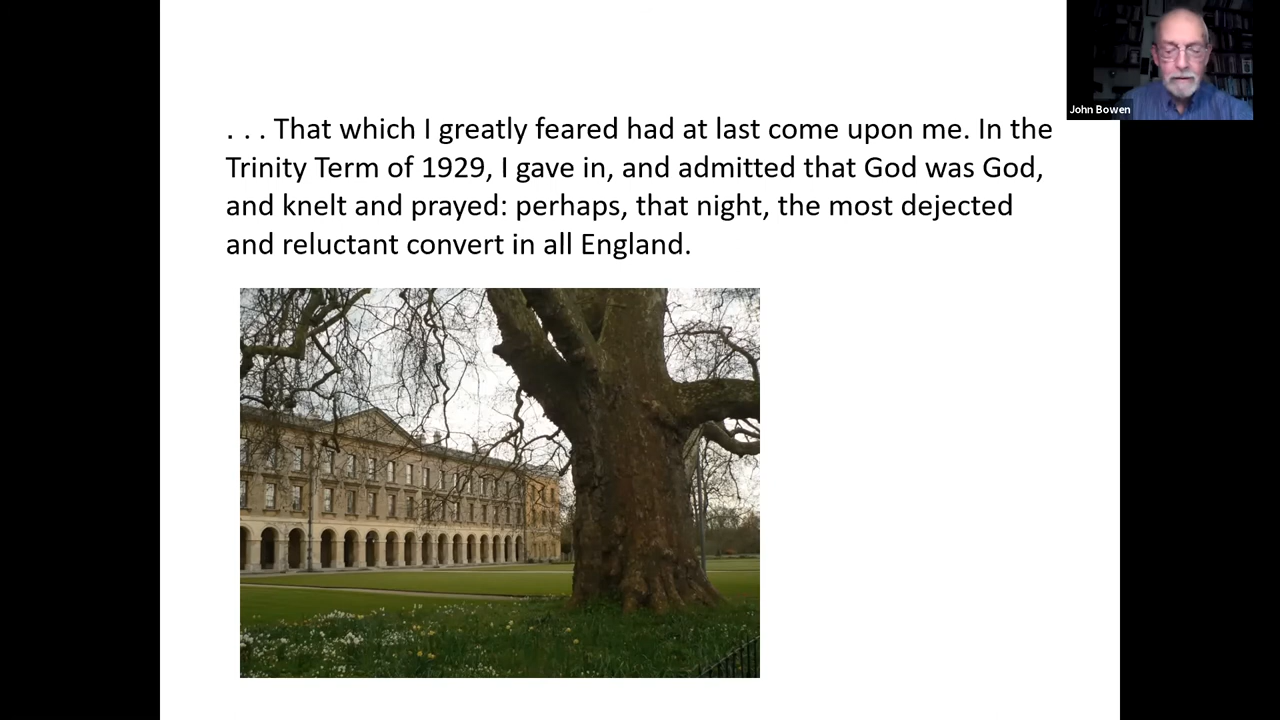 . . . That which I greatly feared had at last come upon me. In the
Trinity Term of 1929, I gave in, and admitted that God was God,
and knelt and prayed: perhaps, that night, the most dejected
and reluctant convert in all England.
John Bowen